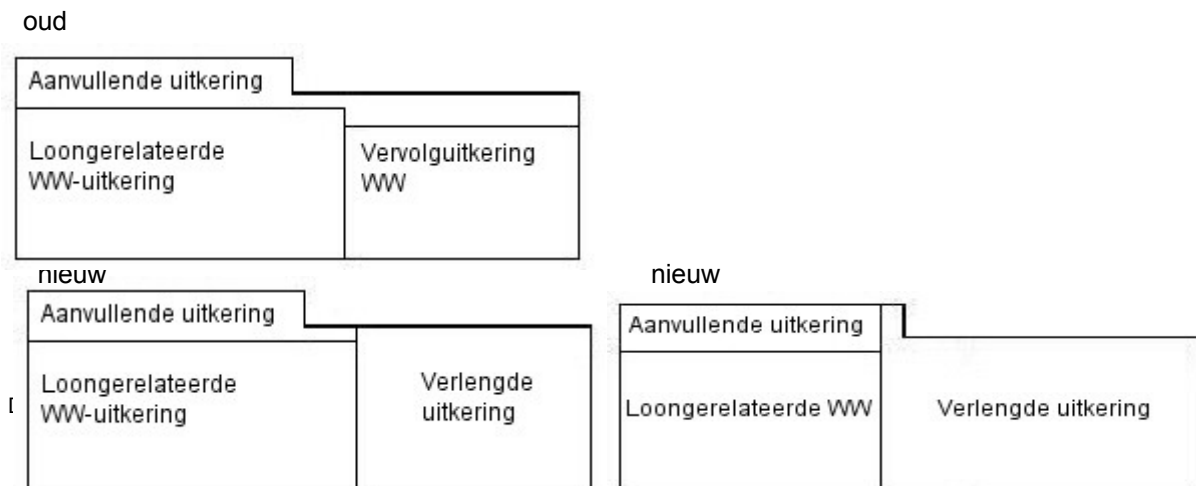 oud
Aanvullende uitkering
Loongerelateerde
WW-uitkering
Vervolguitkering
WW
nieuw
Aanvullende uitkering
Loongerelateerde
WW-uitkering
Verlengde
uitkering
nieuw
Aanvullende uitkering
Loongerelateerde WW
Verlengde uitkering